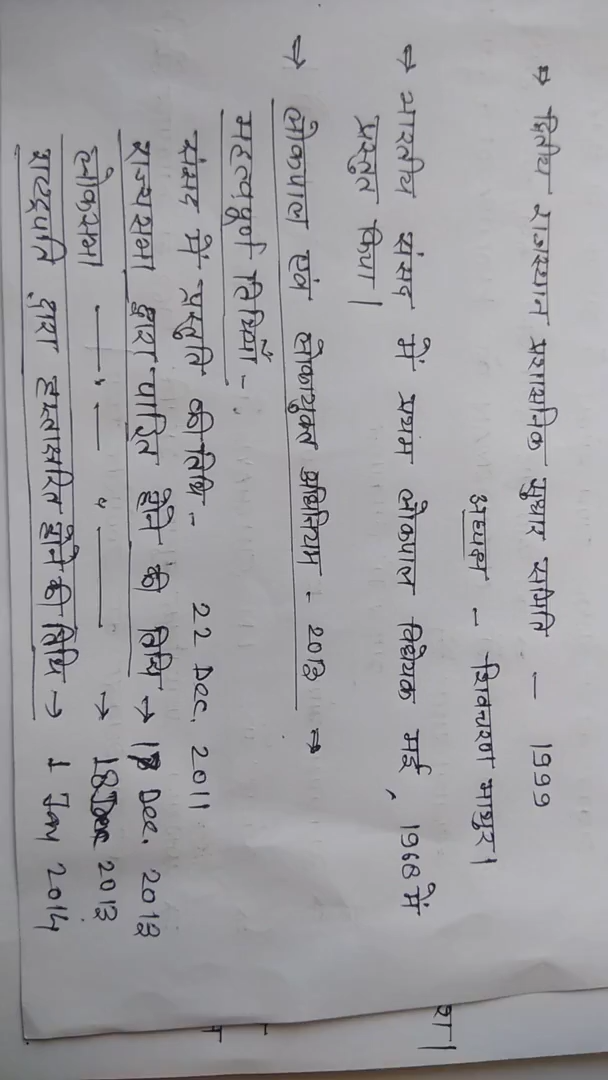 ⇒ द्वितीय राजस्थान प्रशासनिक सुधार समिति — 1999
अध्यक्ष - शिवचरण माथुर।
→ भारतीय संसद में प्रथम लोकपाल विधेयक मई, 1968 में
प्रस्तुत किया।
→ लोकपाल एवं लोकायुक्त अधिनियम - 2013 →
महत्वपूर्ण तिथियाँ -
संसद में प्रस्तुति की तिथि - 22 Dec. 2011
राज्यसभा द्वारा पारित होने की तिथि → 17 Dec. 2013
लोकसभा —— " —— " —— → 18 Dec 2013
राष्ट्रपति द्वारा हस्ताक्षरित होने की तिथि → 1 Jan 2014